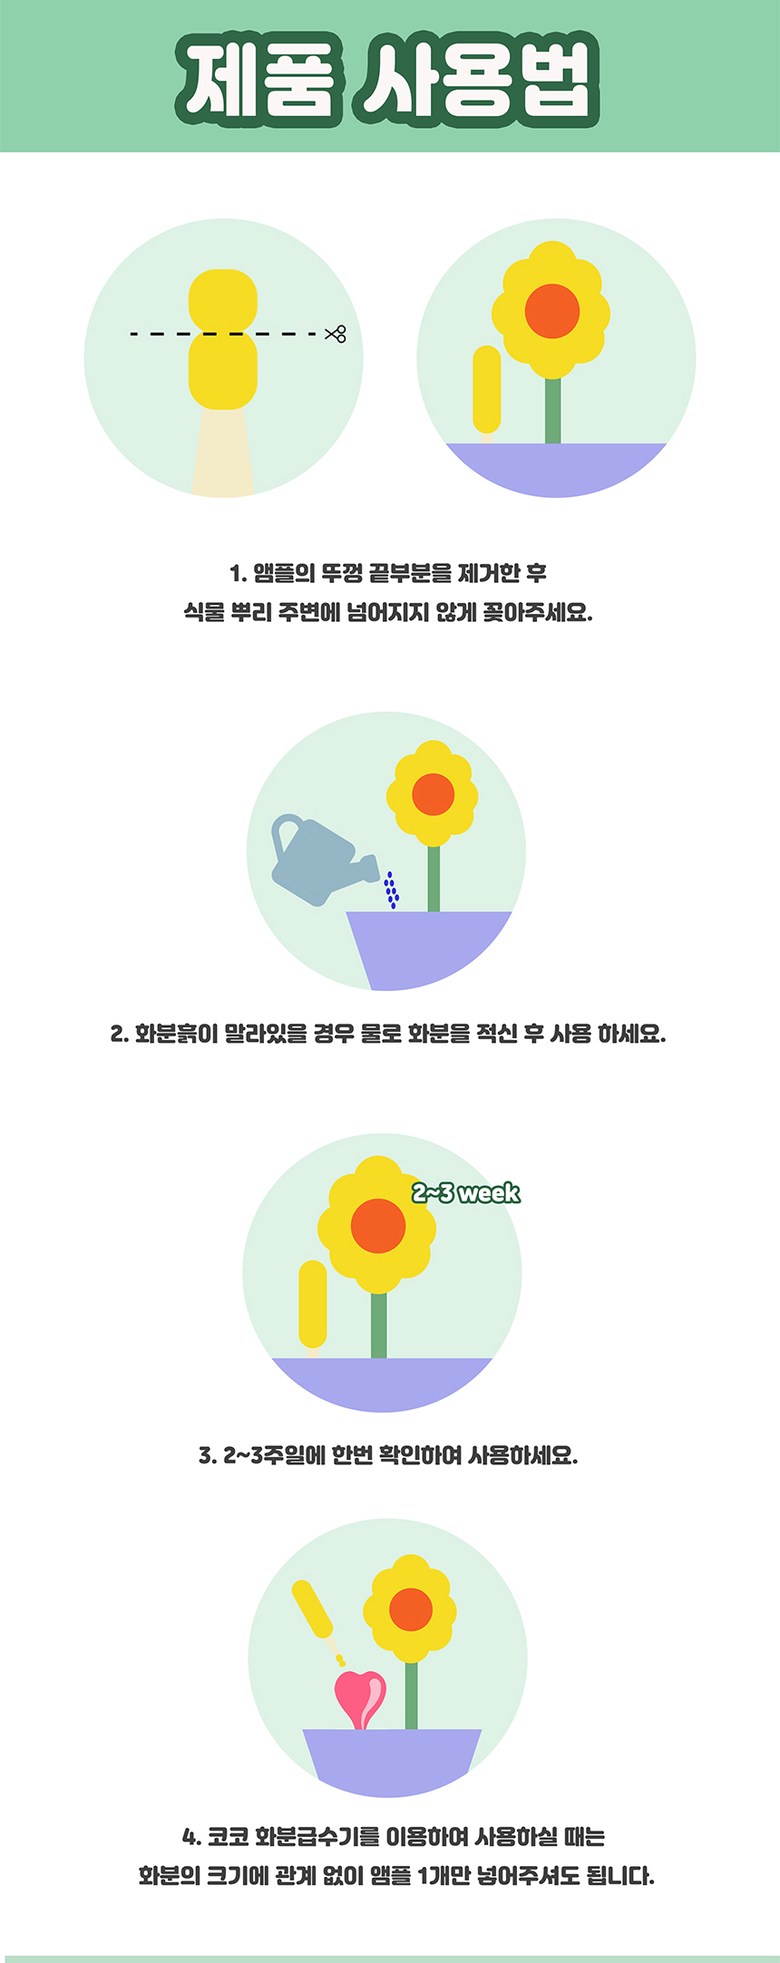 제품 사용법
1. 앰플의 뚜껑 끝부분을 제거한 후
식물 뿌리 주변에 넘어지지 않게 꽂아주세요.
2. 화분흙이 말라있을 경우 물로 화분을 적신 후 사용 하세요.
2~3 week
3. 2~3주일에 한번 확인하여 사용하세요.
4. 코코 화분급수기를 이용하여 사용하실 때는
화분의 크기에 관계 없이 앰플 1개만 넣어주셔도 됩니다.